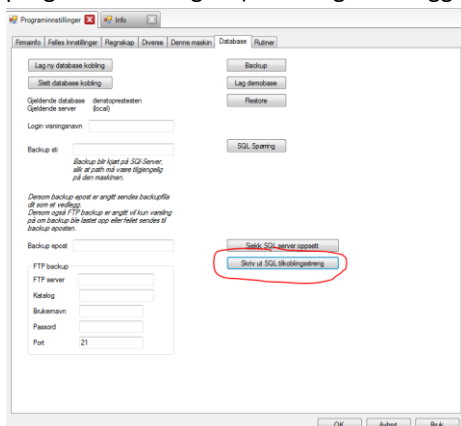 Programinnstillinger Info
Firmainfo Felles Innstillinger Regnskap Diverse Denne maskin Database Rutiner
Lag ny database kobling Backup
Slett database kobling Lag demobase
Gjeldende database denstoprestesten Restore
Gjeldende server (local)
Login visningsnavn
Backup sti SQL Spørring
Backup blir kjørt på SQl-Server,
slik at path må være tilgjengelig
på den maskinen.
Dersom backup epost er angitt sendes backupfila
dit som et vedlegg.
Dersom også FTP backup er angitt vil kun varsling
på om backup ble lastet opp eller feilet sendes til
backup eposten.
Backup epost Sjekk SQL server oppsett
FTP backup Skriv ut SQL tilkoblingsstreng
FTP server
Katalog
Brukernavn
Passord
Port 21
OK Avbryt Bruk